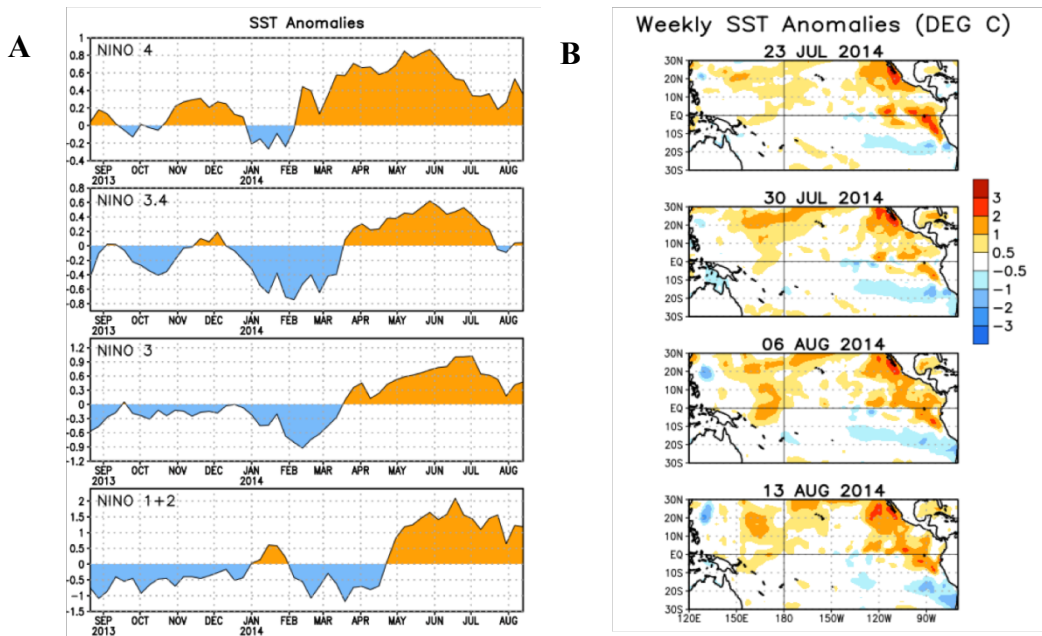 A
SST Anomalies
NINO 4
1
0.8
0.6
0.4
0.2
0
0.2
0.4
SEP OCT NOV DEC JAN FEB MAR APR MAY JUN JUL AUG
2013 2014
NINO 3.4
0.8
0.6
0.4
0.2
0
-0.2
-0.4
-0.6
-0.8
SEP OCT NOV DEC JAN FEB MAR APR MAY JUN JUL AUG
2013 2014
NINO 3
1.2
0.9
0.6
0.3
0
-0.3
-0.6
-0.9
-1.2
SEP OCT NOV DEC JAN FEB MAR APR MAY JUN JUL AUG
2013 2014
NINO 1+2
2
1.5
1
0.5
0
-0.5
-1
-1.5
SEP OCT NOV DEC JAN FEB MAR APR MAY JUN JUL AUG
2013 2014
B
Weekly SST Anomalies (DEG C)
23 JUL 2014
30N
20N
10N
EQ
10S
20S
30S
30 JUL 2014
30N
20N
10N
EQ
10S
20S
30S
06 AUG 2014
30N
20N
10N
EQ
10S
20S
30S
13 AUG 2014
30N
20N
10N
EQ
10S
20S
30S
120E 150E 180 150W 120W 90W
3
2
1
0.5
-0.5
-1
-2
-3